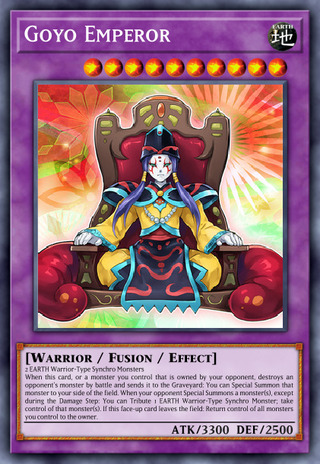 Goyo Emperor
EARTH
地
[Warrior / Fusion / Effect]
2 EARTH Warrior-Type Synchro Monsters
When this card, or a monster you control that is owned by your opponent, destroys an
opponent's monster by battle and sends it to the Graveyard: You can Special Summon that
monster to your side of the field. When your opponent Special Summons a monster(s), except
during the Damage Step: You can Tribute 1 EARTH Warrior-Type Synchro Monster; take
control of that monster(s). If this face-up card leaves the field: Return control of all monsters
you control to the owner.
ATK/3300 DEF/2500